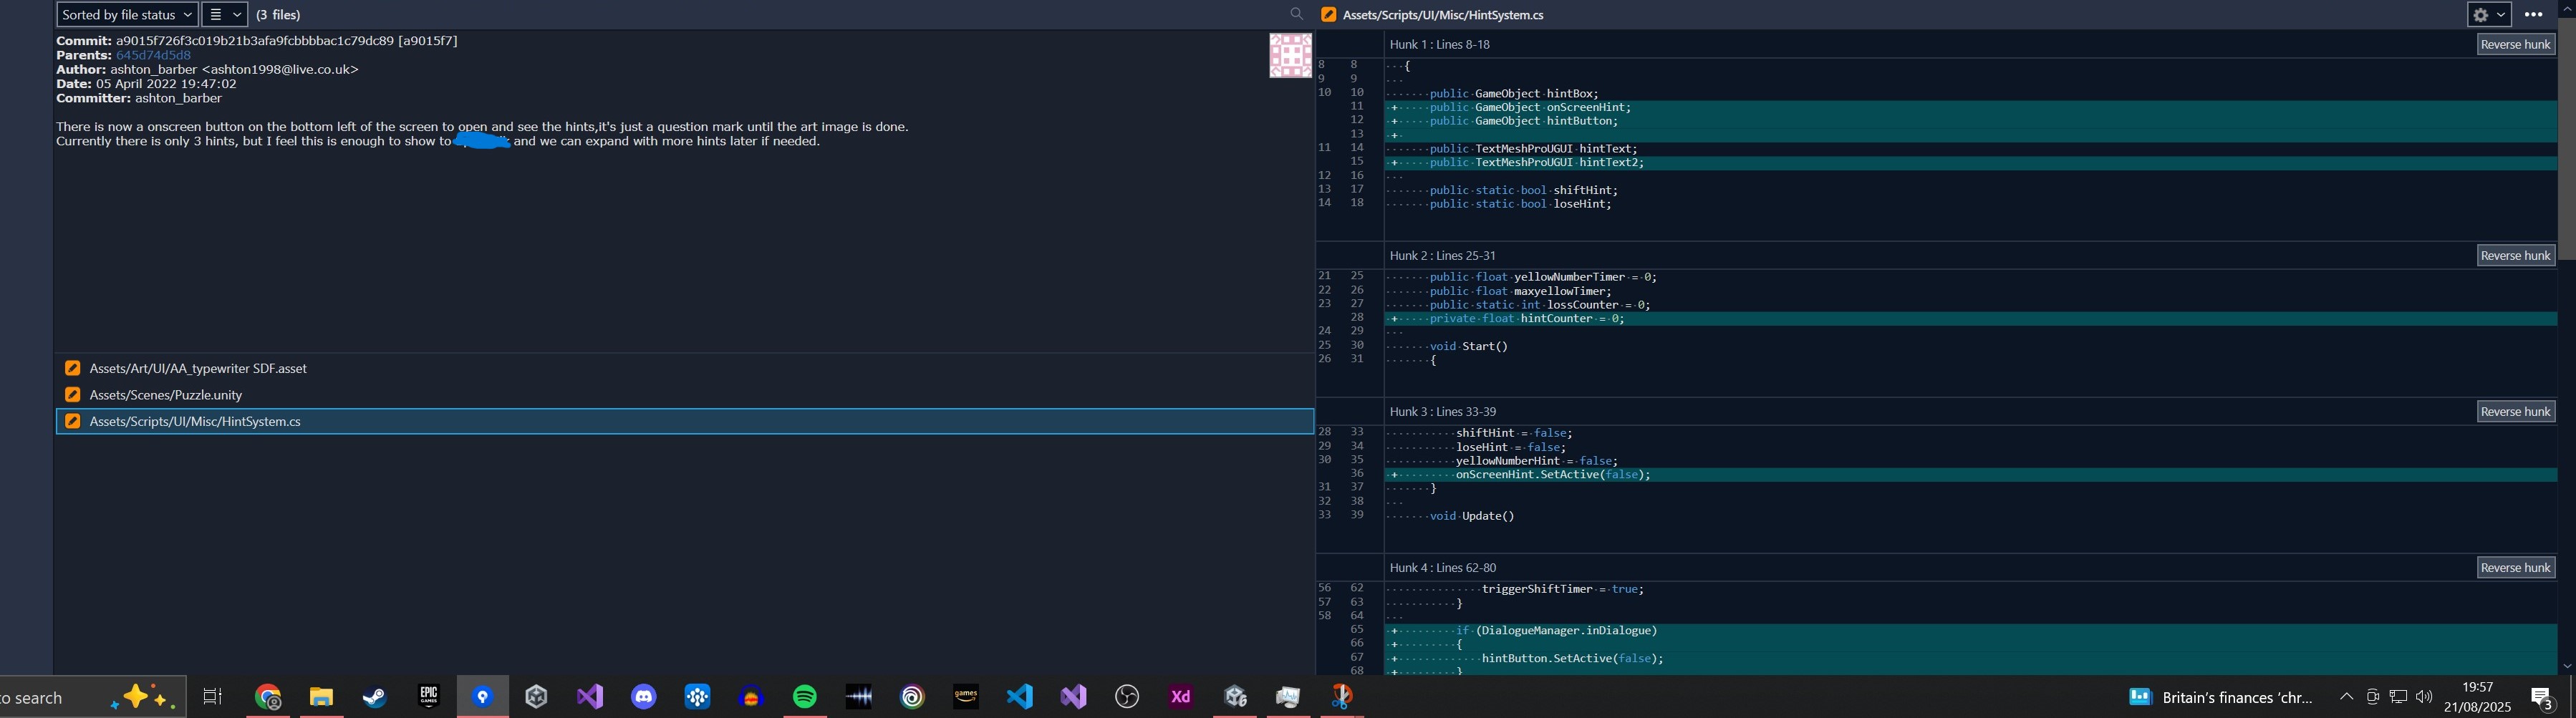 Sorted by file status
(3 files)
Commit: a9015f726f3c019b21b3afa9fcbbbbac1c79dc89 [a9015f7]
Parents: 645d74d5d8
Author: ashton_barber <ashton1998@live.co.uk>
Date: 05 April 2022 19:47:02
Committer: ashton_barber
There is now a onscreen button on the bottom left of the screen to open and see the hints,it's just a question mark until the art image is done.
Currently there is only 3 hints, but I feel this is enough to show to and we can expand with more hints later if needed.
Assets/Art/UI/AA_typewriter SDF.asset
Assets/Scenes/Puzzle.unity
Assets/Scripts/UI/Misc/HintSystem.cs
Assets/Scripts/UI/Misc/HintSystem.cs
Hunk 1 : Lines 8-18
Reverse hunk
8 8 {
9 9
10 10 public GameObject hintBox;
11 + public GameObject onScreenHint;
12 + public GameObject hintButton;
13 +
11 14 public TextMeshProUGUI hintText;
15 + public TextMeshProUGUI hintText2;
12 16
13 17 public static bool shiftHint;
14 18 public static bool loseHint;
Hunk 2 : Lines 25-31
Reverse hunk
21 25 public float yellowNumberTimer = 0;
22 26 public float maxyellowTimer;
23 27 public static int lossCounter = 0;
28 + private float hintCounter = 0;
24 29
25 30 void Start()
26 31 {
Hunk 3 : Lines 33-39
Reverse hunk
28 33 shiftHint = false;
29 34 loseHint = false;
30 35 yellowNumberHint = false;
36 + onScreenHint.SetActive(false);
31 37 }
32 38
33 39 void Update()
Hunk 4 : Lines 62-80
Reverse hunk
56 62 triggerShiftTimer = true;
57 63 }
58 64
65 + if (DialogueManager.inDialogue)
66 + {
67 + hintButton.SetActive(false);
68 + }
to search
EPIC GAMES
games
Xd
Britain's finances 'chr...
19:57
21/08/2025
3